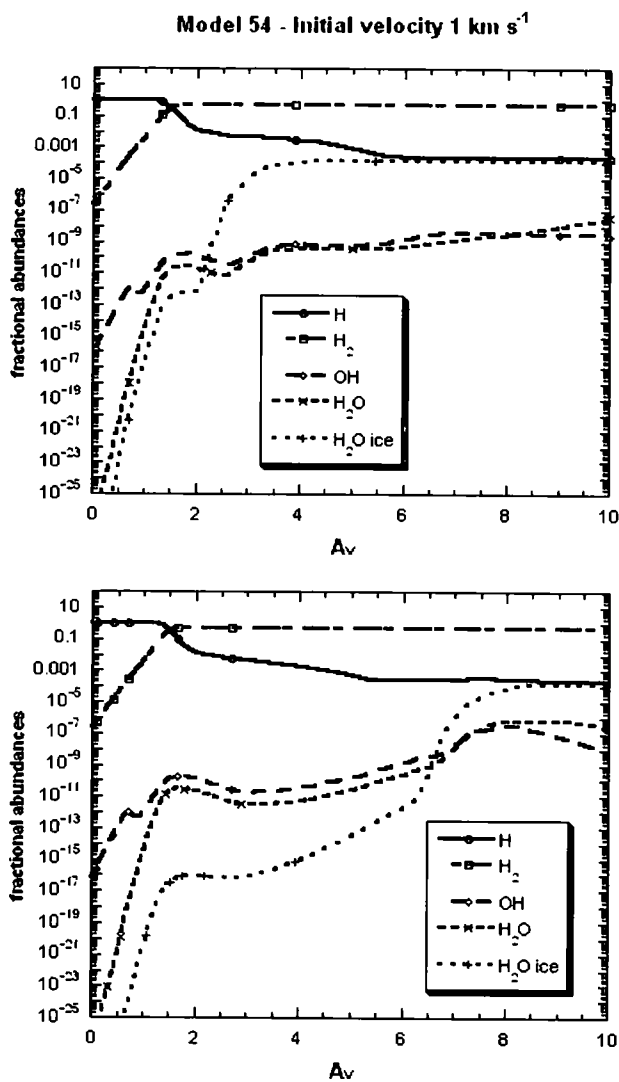 Model 54 - Initial velocity 1 km s⁻¹
fractional abundances
10
0.1
0.001
10⁻⁵
10⁻⁷
10⁻⁹
10⁻¹¹
10⁻¹³
10⁻¹⁵
10⁻¹⁷
10⁻¹⁹
10⁻²¹
10⁻²³
10⁻²⁵
H
H₂
OH
H₂O
H₂O ice
0 2 4 6 8 10
Aᵥ
fractional abundances
10
0.1
0.001
10⁻⁵
10⁻⁷
10⁻⁹
10⁻¹¹
10⁻¹³
10⁻¹⁵
10⁻¹⁷
10⁻¹⁹
10⁻²¹
10⁻²³
10⁻²⁵
H
H₂
OH
H₂O
H₂O ice
0 2 4 6 8 10
Aᵥ